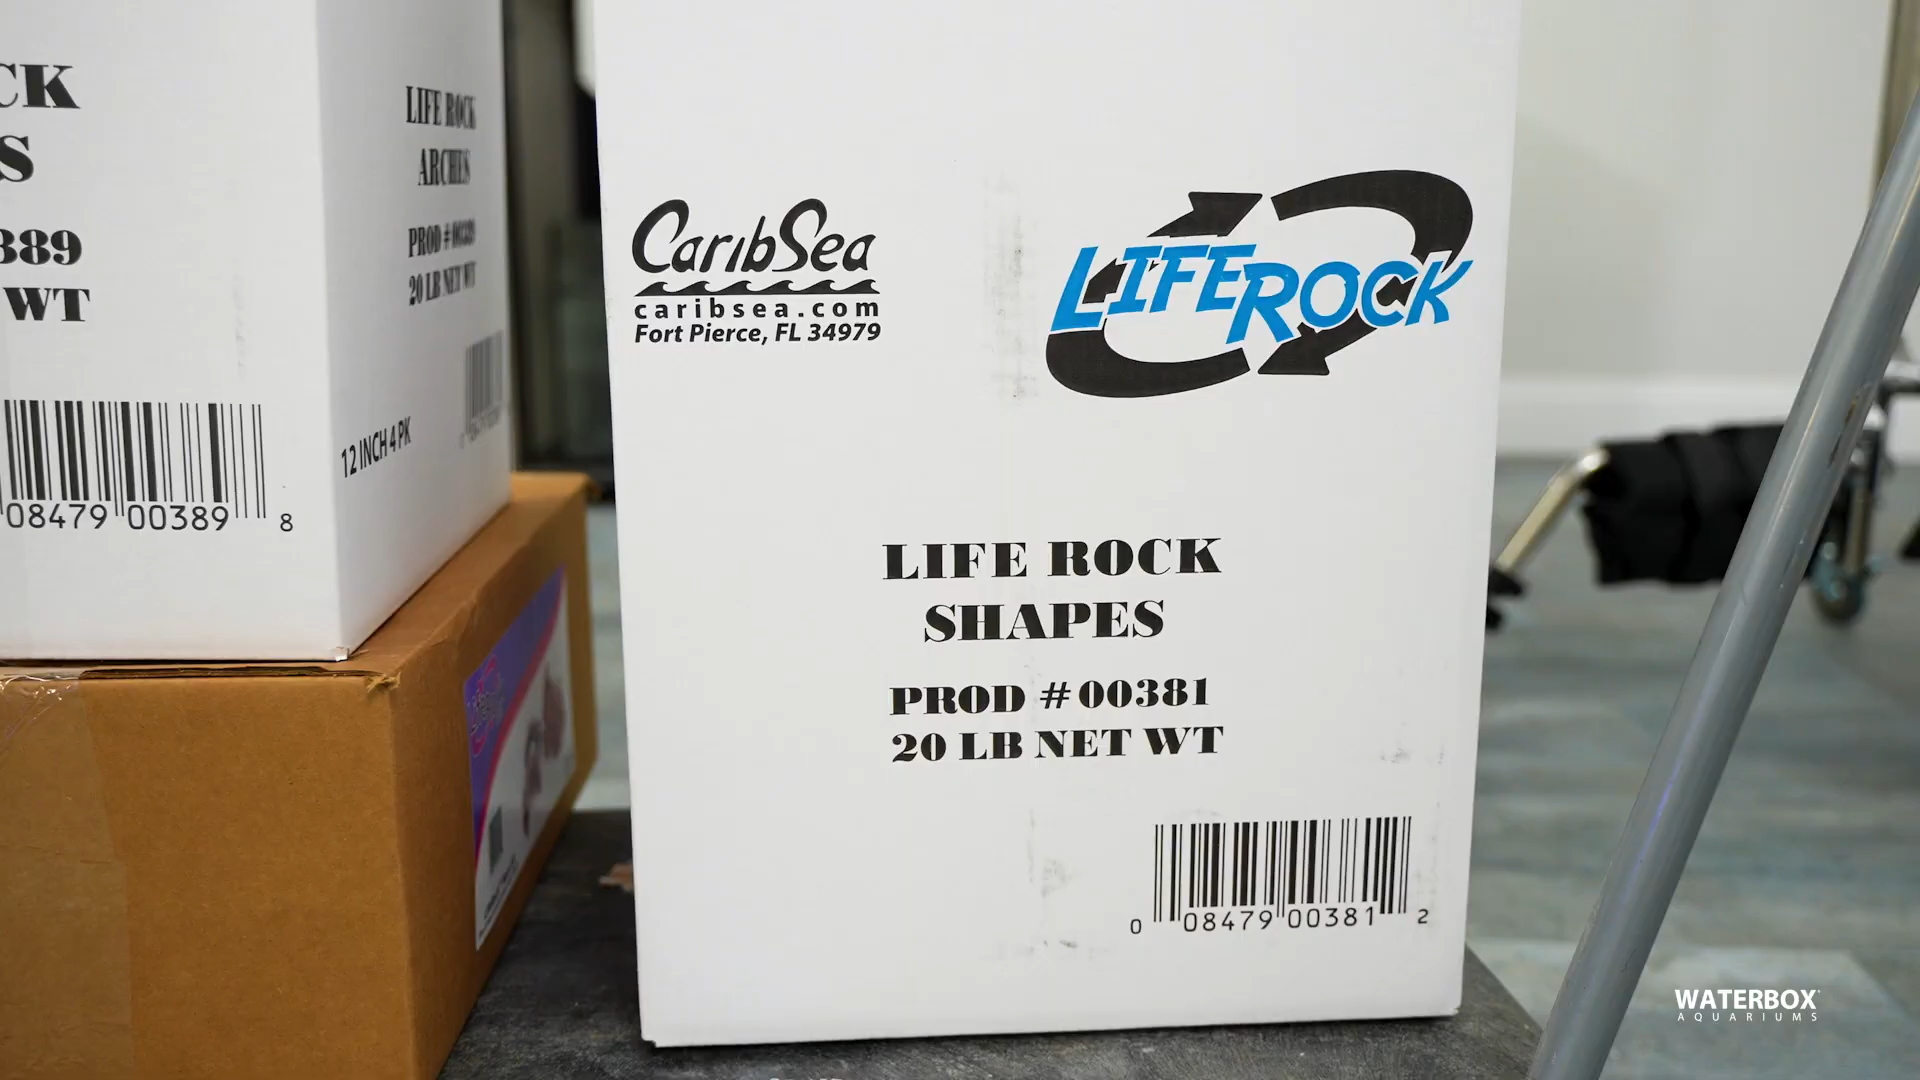 CK
S
389
WT
08479 00389 8
LIFE ROCK
ARCHES
PROD #00389
20 LB NET WT
12 INCH 4 PK
CaribSea
caribsea.com
Fort Pierce, FL 34979
LIFEROCK
LIFE ROCK
SHAPES
PROD #00381
20 LB NET WT
0 08479 00381 2
WATERBOX
AQUARIUMS